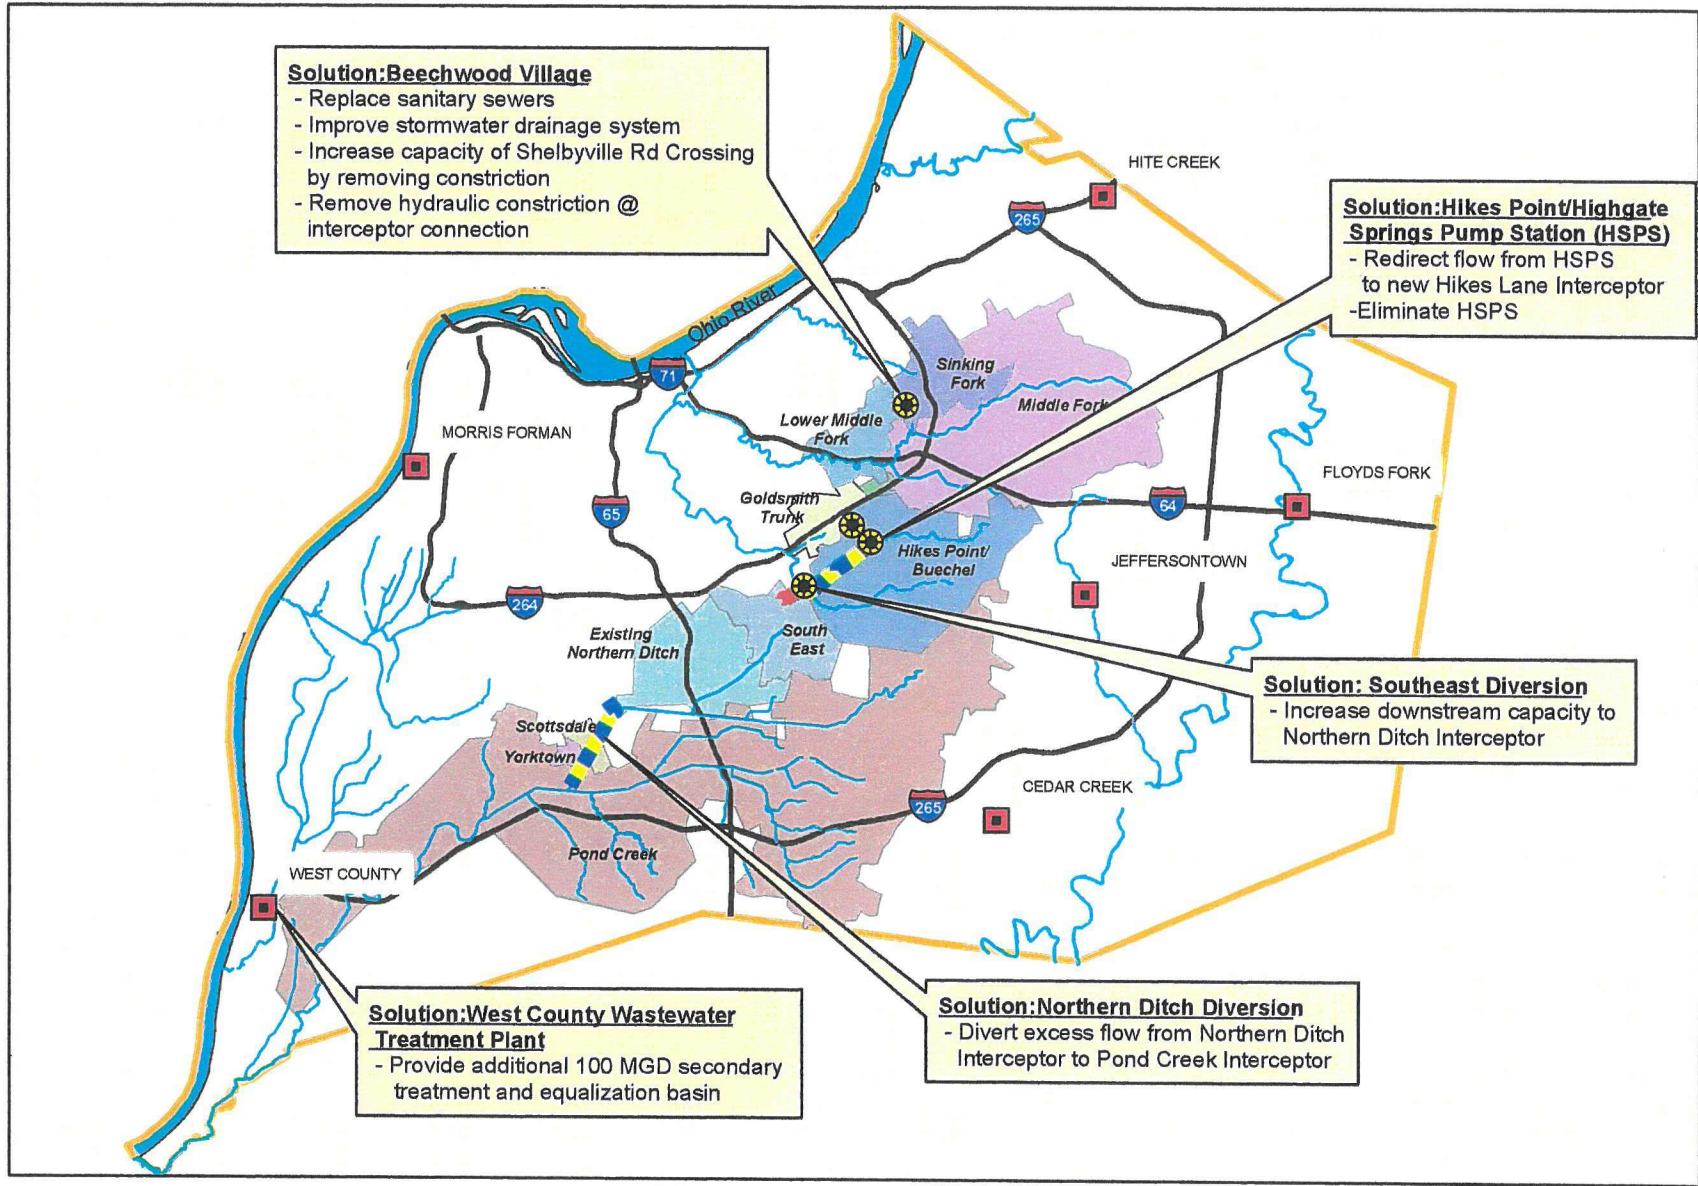 Solution:Beechwood Village
- Replace sanitary sewers
- Improve stormwater drainage system
- Increase capacity of Shelbyville Rd Crossing
by removing constriction
- Remove hydraulic constriction @
interceptor connection
HITE CREEK
265
Solution:Hikes Point/Highgate
Springs Pump Station (HSPS)
- Redirect flow from HSPS
to new Hikes Lane Interceptor
-Eliminate HSPS
Ohio River
71
Sinking
Fork
Middle Fork
Lower Middle
Fork
MORRIS FORMAN
FLOYDS FORK
Goldsmith
Trunk
65
64
Hikes Point/
Buechel
JEFFERSONTOWN
264
Existing
Northern Ditch
South
East
Solution: Southeast Diversion
- Increase downstream capacity to
Northern Ditch Interceptor
Scottsdale
Yorktown
CEDAR CREEK
265
Pond Creek
WEST COUNTY
Solution:West County Wastewater
Treatment Plant
- Provide additional 100 MGD secondary
treatment and equalization basin
Solution:Northern Ditch Diversion
- Divert excess flow from Northern Ditch
Interceptor to Pond Creek Interceptor